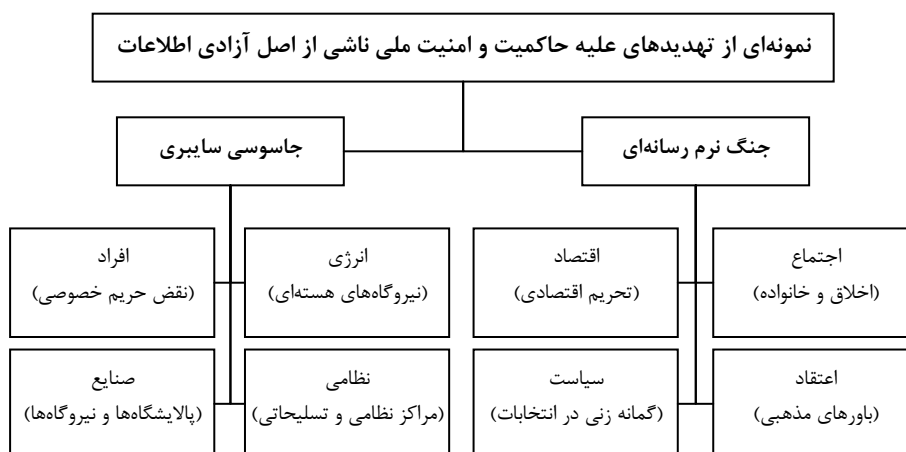 نمونه‌ای از تهدیدهای علیه حاکمیت و امنیت ملی ناشی از اصل آزادی اطلاعات
جنگ نرم رسانه‌ای
جاسوسی سایبری
اجتماع
(اخلاق و خانواده)
اقتصاد
(تحریم اقتصادی)
انرژی
(نیروگاه‌های هسته‌ای)
افراد
(نقض حریم خصوصی)
اعتقاد
(باورهای مذهبی)
سیاست
(گمانه زنی در انتخابات)
نظامی
(مراکز نظامی و تسلیحاتی)
صنایع
(پالایشگاه‌ها و نیروگاه‌ها)